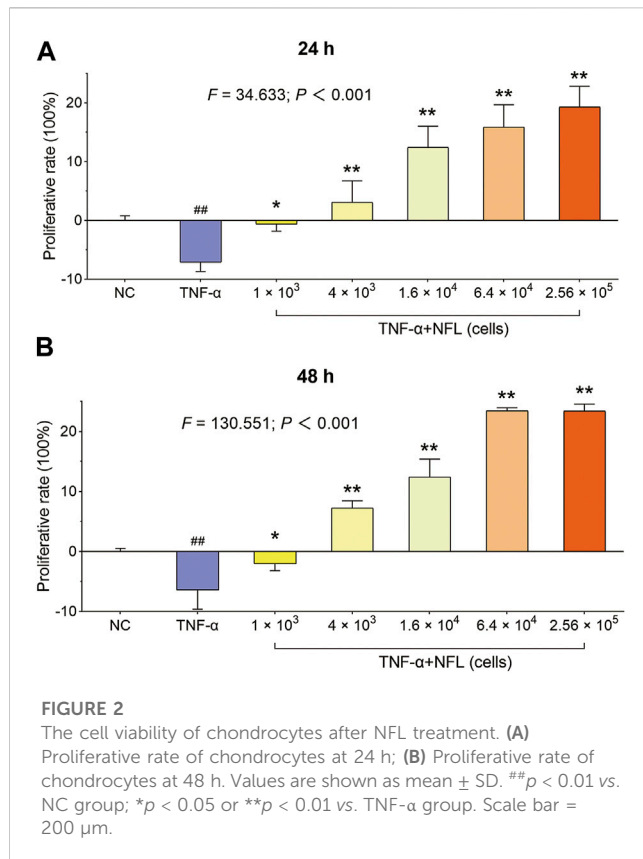 A
24 h
F = 34.633; P < 0.001
Proliferative rate (100%)
20
10
0
-10
## * ** ** ** **
NC TNF-α 1 × 10³ 4 × 10³ 1.6 × 10⁴ 6.4 × 10⁴ 2.56 × 10⁵
TNF-α+NFL (cells)
B
48 h
F = 130.551; P < 0.001
Proliferative rate (100%)
20
10
0
-10
## * ** ** ** **
NC TNF-α 1 × 10³ 4 × 10³ 1.6 × 10⁴ 6.4 × 10⁴ 2.56 × 10⁵
TNF-α+NFL (cells)
FIGURE 2
The cell viability of chondrocytes after NFL treatment. (A)
Proliferative rate of chondrocytes at 24 h; (B) Proliferative rate of
chondrocytes at 48 h. Values are shown as mean ± SD. ##p < 0.01 vs.
NC group; *p < 0.05 or **p < 0.01 vs. TNF-α group. Scale bar =
200 μm.